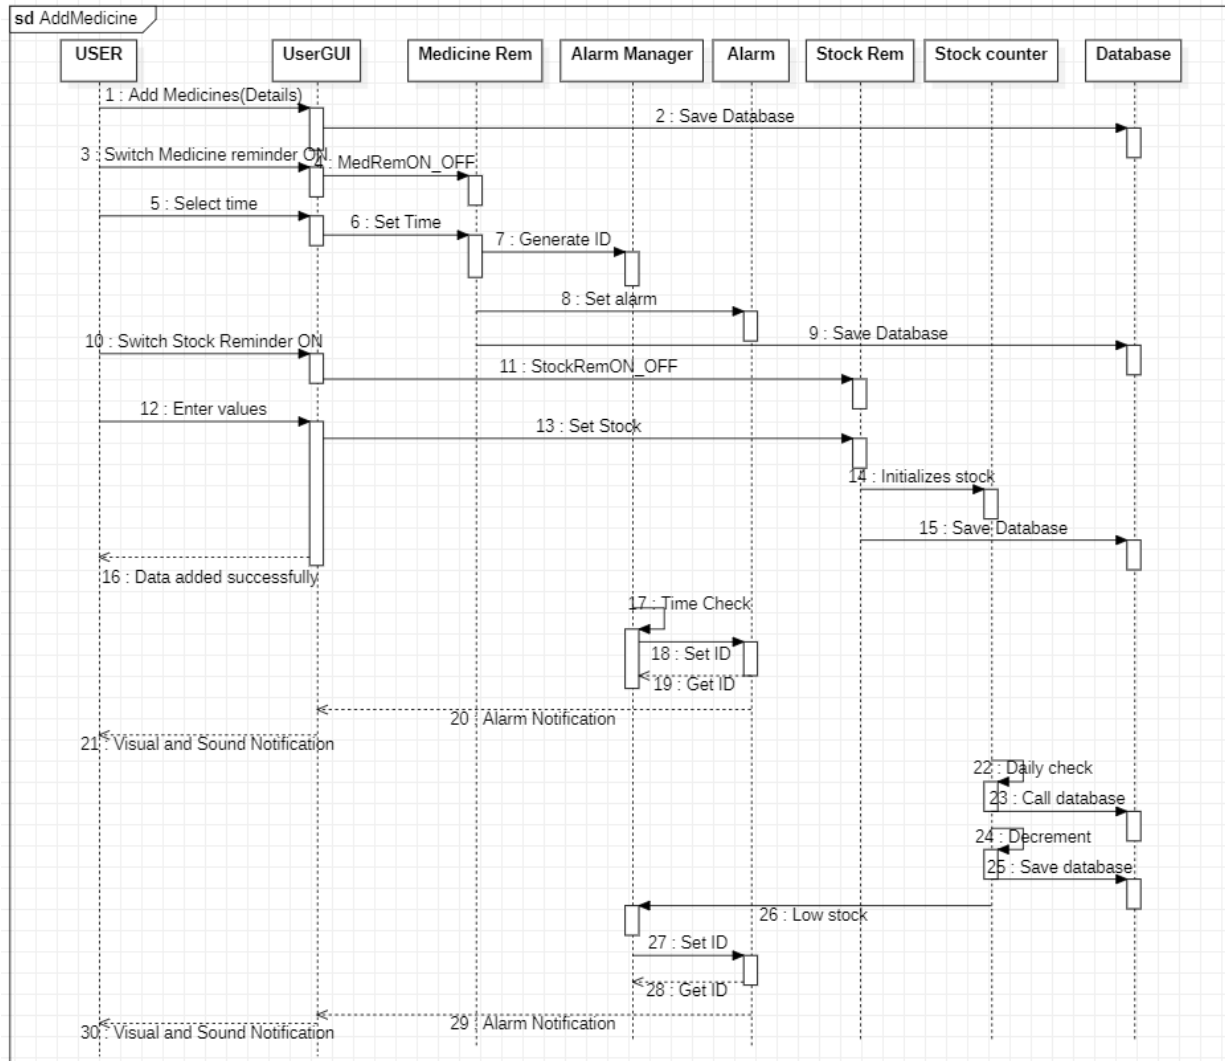 sd AddMedicine
USER
UserGUI
Medicine Rem
Alarm Manager
Alarm
Stock Rem
Stock counter
Database
1 : Add Medicines(Details)
2 : Save Database
3 : Switch Medicine reminder ON.
4 : MedRemON_OFF
5 : Select time
6 : Set Time
7 : Generate ID
8 : Set alarm
9 : Save Database
10 : Switch Stock Reminder ON
11 : StockRemON_OFF
12 : Enter values
13 : Set Stock
14 : Initializes stock
15 : Save Database
16 : Data added successfully
17 : Time Check
18 : Set ID
19 : Get ID
20 : Alarm Notification
21 : Visual and Sound Notification
22 : Daily check
23 : Call database
24 : Decrement
25 : Save database
26 : Low stock
27 : Set ID
28 : Get ID
29 : Alarm Notification
30 : Visual and Sound Notification